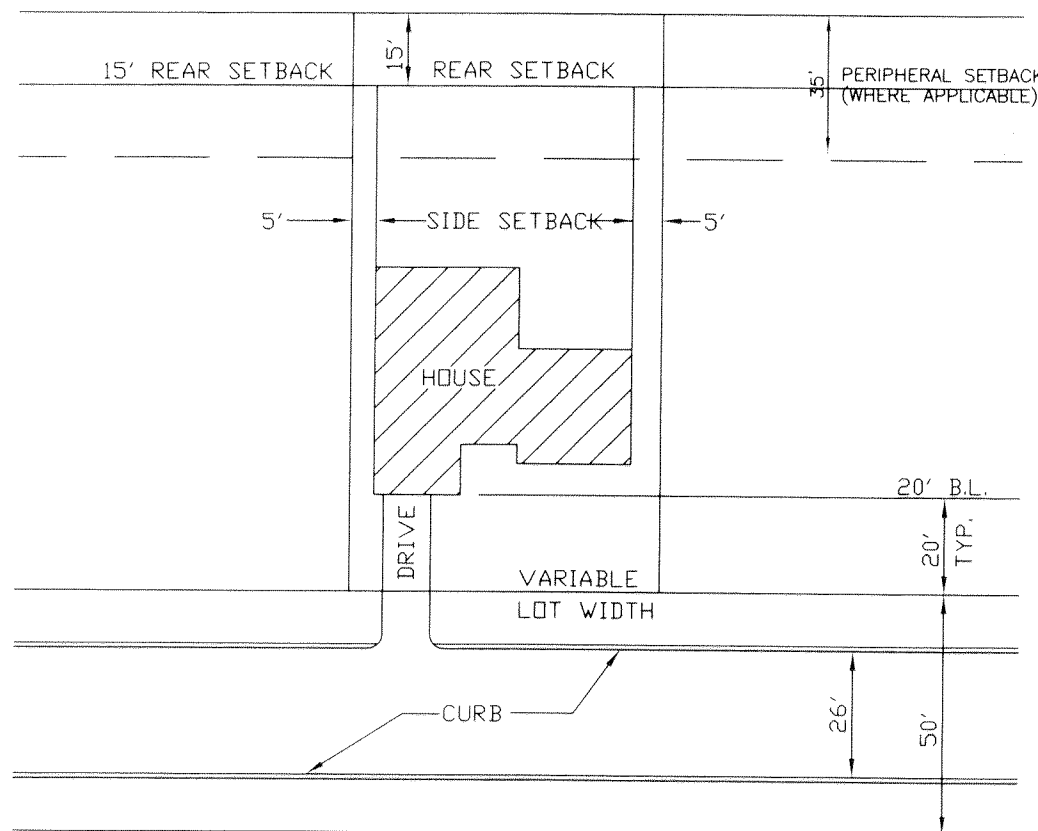 15'
15' REAR SETBACK
REAR SETBACK
35'
PERIPHERAL SETBACK
(WHERE APPLICABLE)
5'
SIDE SETBACK
5'
HOUSE
20' B.L.
DRIVE
20'
TYP.
VARIABLE
LOT WIDTH
CURB
26'
50'